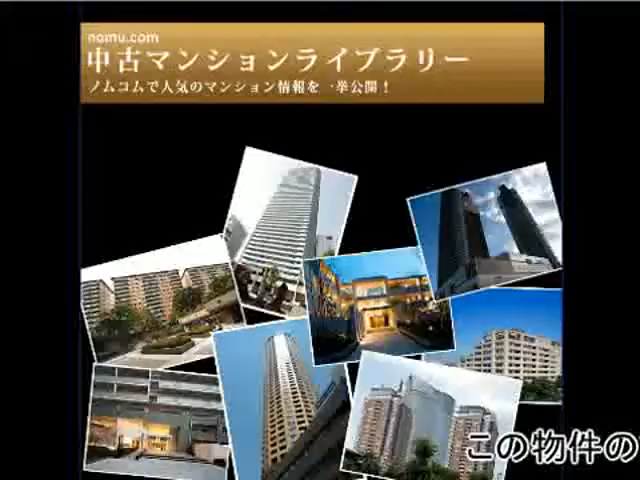 nomu.com
中古マンションライブラリー
ノムコムで人気のマンション情報を一挙公開！
この物件の